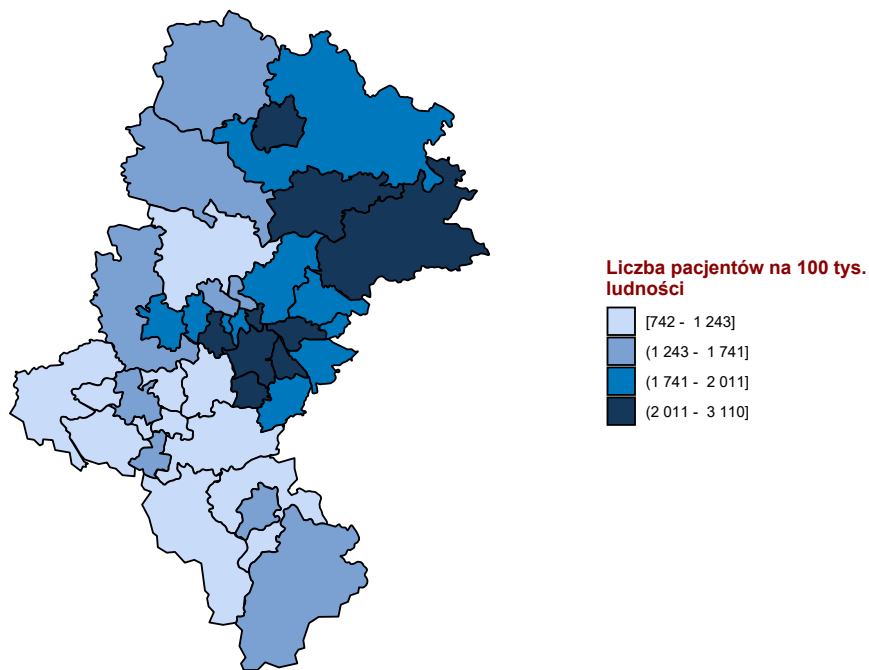 Liczba pacjentów na 100 tys.
ludności
[742 - 1 243]
(1 243 - 1 741]
(1 741 - 2 011]
(2 011 - 3 110]